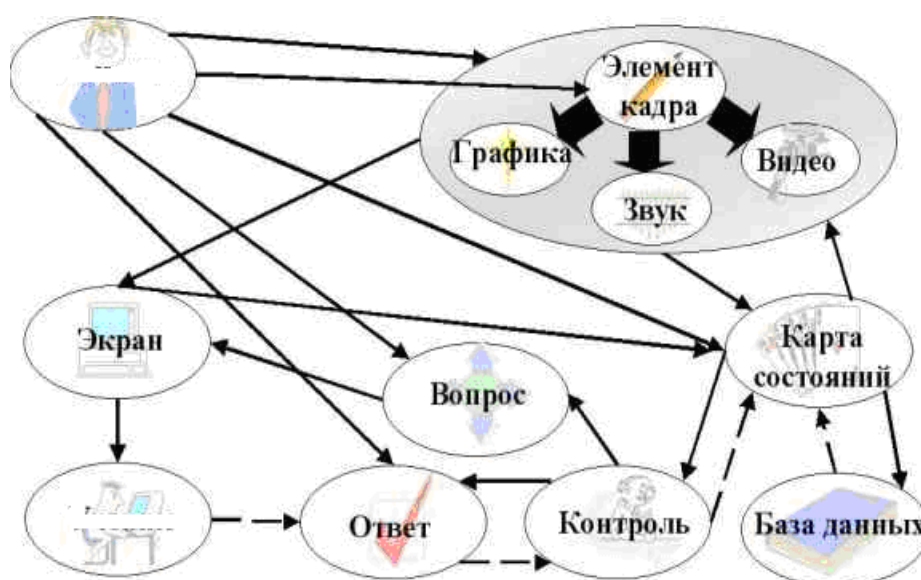 Элемент
кадра
Графика
Видео
Звук
Экран
Карта
состояний
Вопрос
Ответ
Контроль
База данных